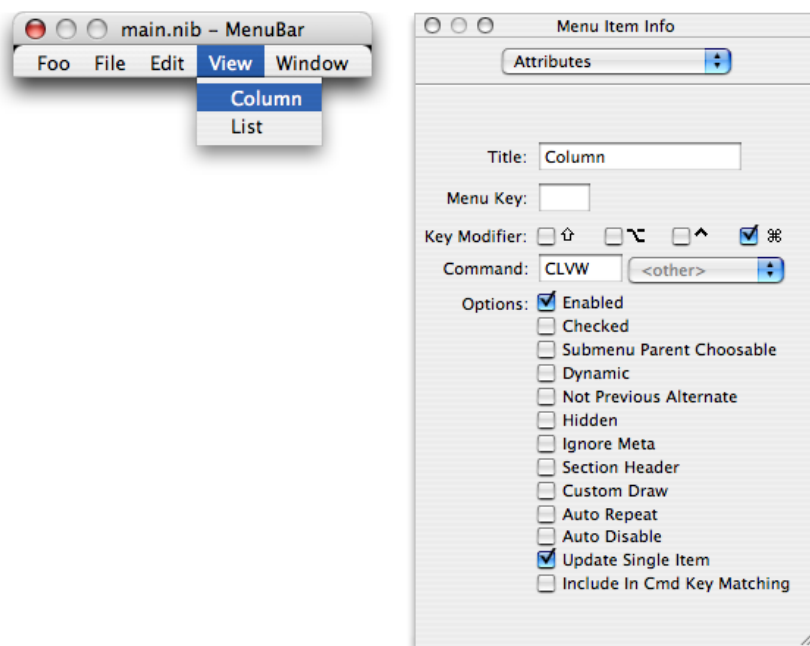 main.nib – MenuBar
Foo File Edit View Window
Column
List
Menu Item Info
Attributes
Title: Column
Menu Key:
Key Modifier: ⇧ ⌥ ^ ⌘
Command: CLVW <other>
Options: Enabled
Checked
Submenu Parent Choosable
Dynamic
Not Previous Alternate
Hidden
Ignore Meta
Section Header
Custom Draw
Auto Repeat
Auto Disable
Update Single Item
Include In Cmd Key Matching